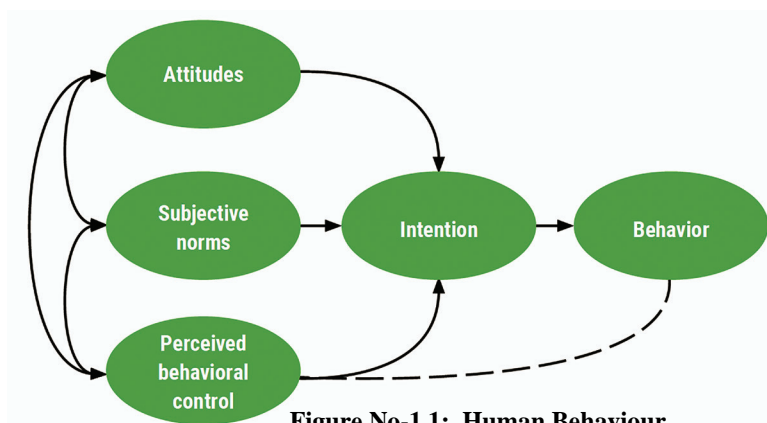 Attitudes
Subjective
norms
Intention
Behavior
Perceived
behavioral
control
Figure No-1.1: Human Behaviour